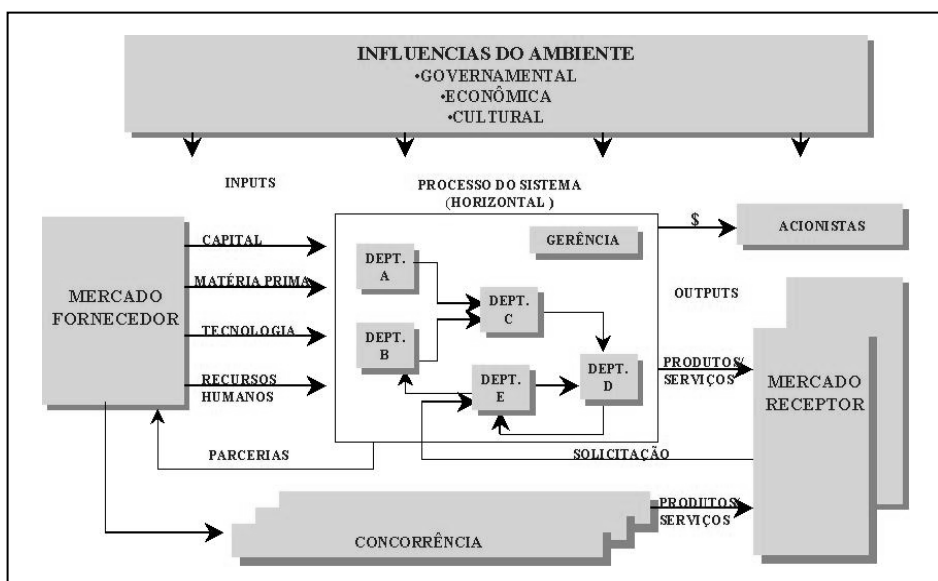 INFLUENCIAS DO AMBIENTE
•GOVERNAMENTAL
•ECONÔMICA
•CULTURAL
INPUTS
PROCESSO DO SISTEMA
(HORIZONTAL )
MERCADO
FORNECEDOR
CAPITAL
MATÉRIA PRIMA
TECNOLOGIA
RECURSOS
HUMANOS
GERÊNCIA
DEPT.
A
DEPT.
B
DEPT.
C
DEPT.
D
DEPT.
E
$
ACIONISTAS
OUTPUTS
PRODUTOS/
SERVIÇOS
MERCADO
RECEPTOR
PARCERIAS
SOLICITAÇÃO
PRODUTOS/
SERVIÇOS
CONCORRÊNCIA